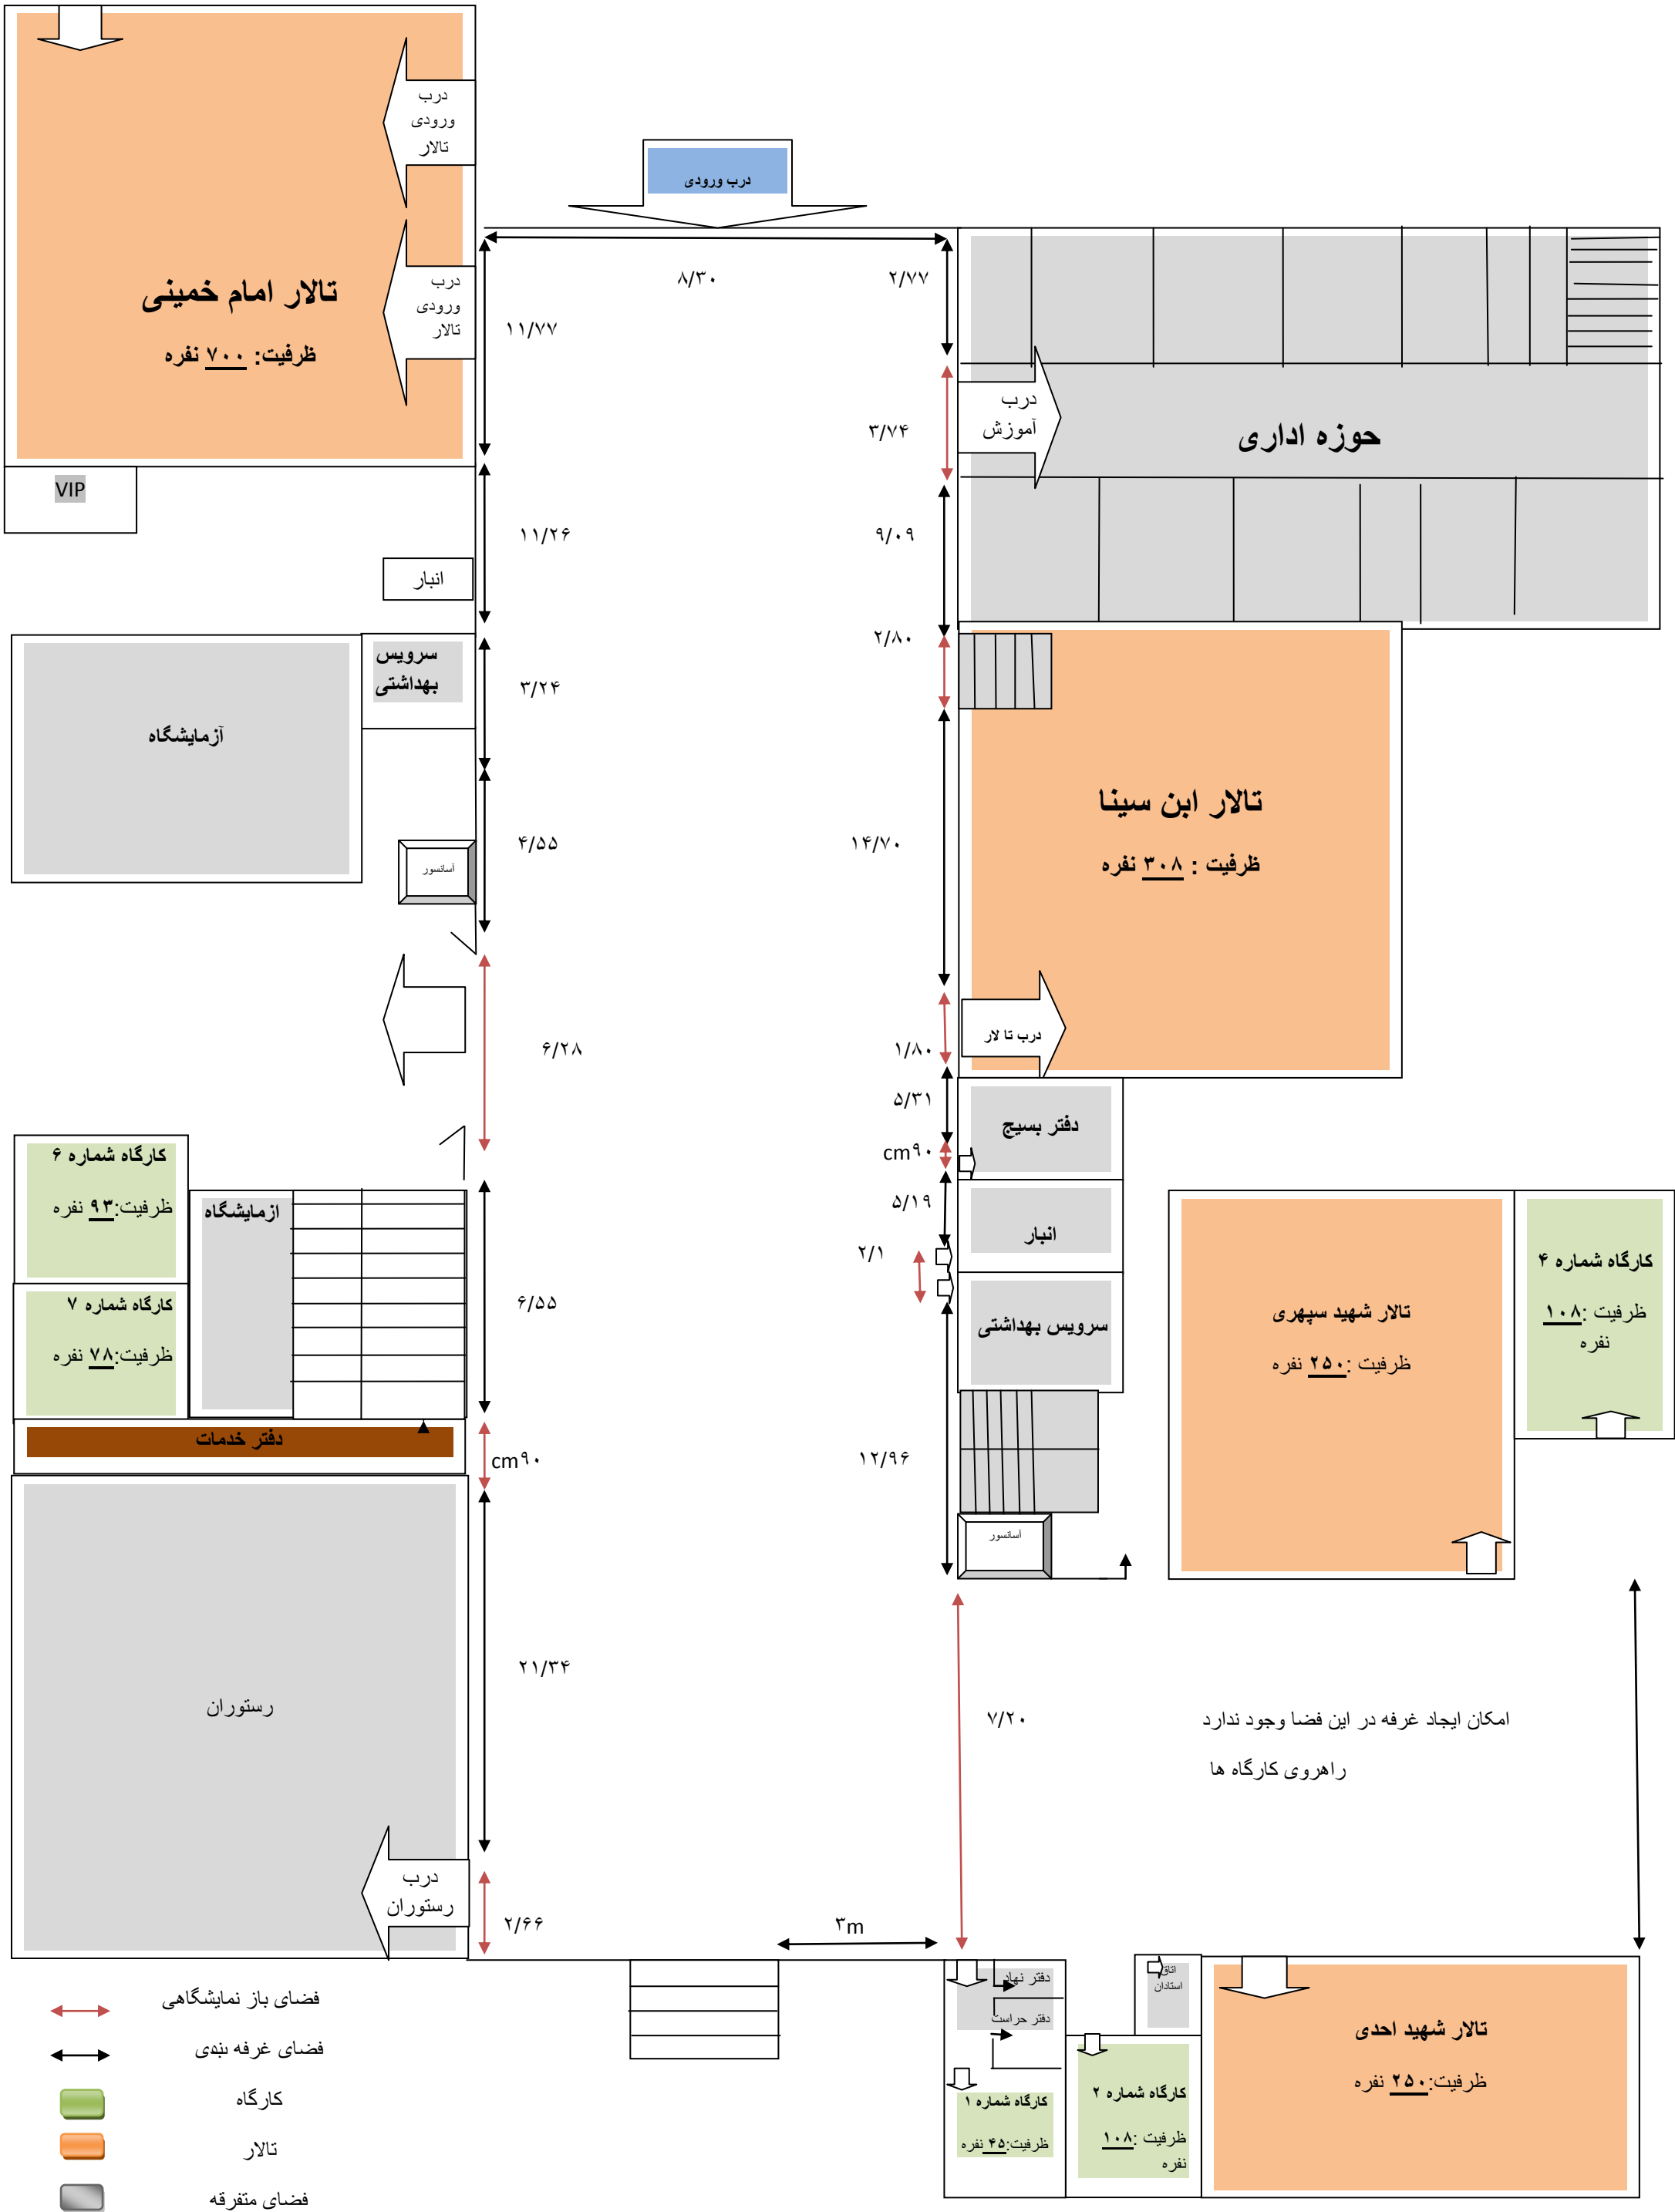 درب
ورودی
تالار
درب ورودی
تالار امام خمینی
ظرفیت: ۷۰۰ نفره
درب
ورودی
تالار
۸/۳۰
۲/۷۷
۱۱/۷۷
درب
آموزش
۳/۷۴
حوزه اداری
VIP
۱۱/۲۶
۹/۰۹
انبار
سرویس
بهداشتی
۲/۸۰
۳/۲۴
آزمایشگاه
تالار ابن سینا
ظرفیت : ۳۰۸ نفره
۴/۵۵
۱۴/۷۰
آسانسور
۶/۲۸
۱/۸۰
درب تا لار
۵/۳۱
دفتر بسیج
cm۹۰
کارگاه شماره ۶
ظرفیت:۹۳ نفره
ازمایشگاه
۵/۱۹
انبار
۲/۱
کارگاه شماره ۷
ظرفیت:۷۸ نفره
۶/۵۵
سرویس بهداشتی
تالار شهید سپهری
ظرفیت :۲۵۰ نفره
کارگاه شماره ۴
ظرفیت :۱۰۸
نفره
دفتر خدمات
cm۹۰
۱۲/۹۶
آسانسور
۲۱/۳۴
رستوران
۷/۲۰
امکان ایجاد غرفه در این فضا وجود ندارد
راهروی کارگاه ها
درب
رستوران
۲/۶۶
۳m
دفتر نهاد
دفتر حراست
اتاق
استادان
کارگاه شماره ۱
ظرفیت:۴۵ نفره
کارگاه شماره ۲
ظرفیت :۱۰۸
نفره
تالار شهید احدی
ظرفیت:۲۵۰ نفره
فضای باز نمایشگاهی
فضای غرفه بندی
کارگاه
تالار
فضای متفرقه